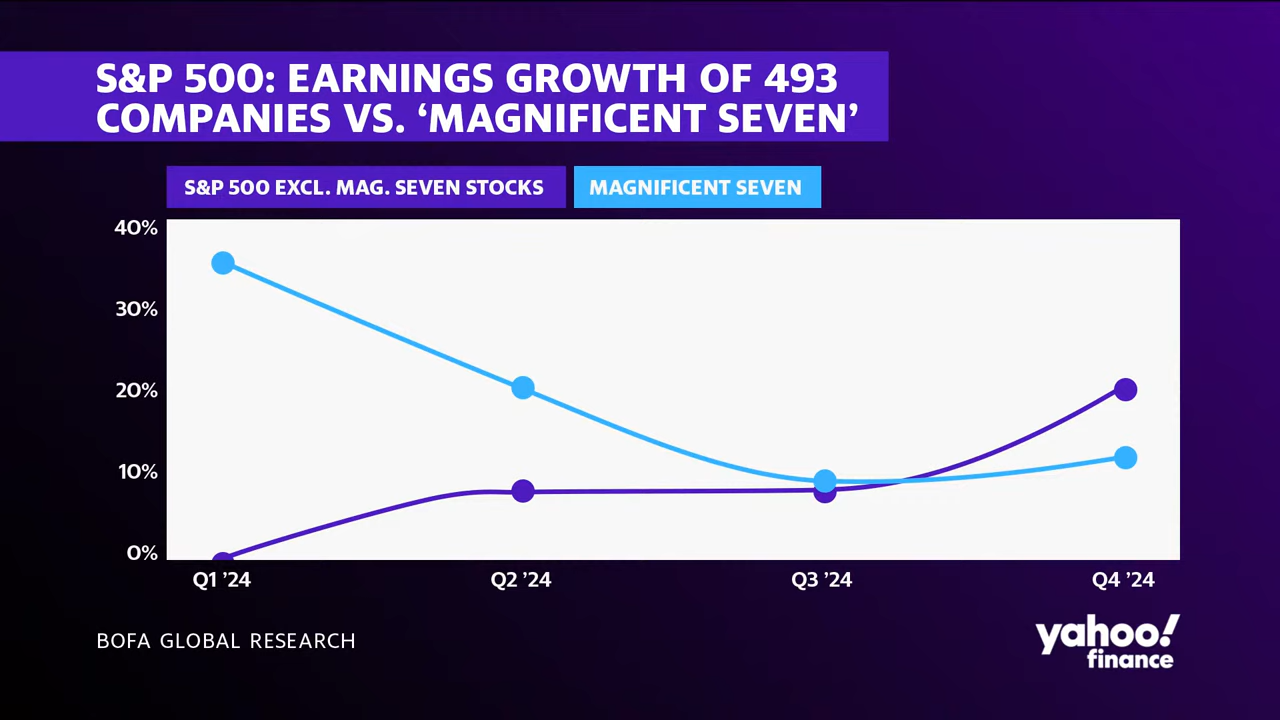 S&P 500: EARNINGS GROWTH OF 493
COMPANIES VS. ‘MAGNIFICENT SEVEN’
S&P 500 EXCL. MAG. SEVEN STOCKS
MAGNIFICENT SEVEN
40%
30%
20%
10%
0%
Q1 ’24
Q2 ’24
Q3 ’24
Q4 ’24
BOFA GLOBAL RESEARCH
yahoo!
finance